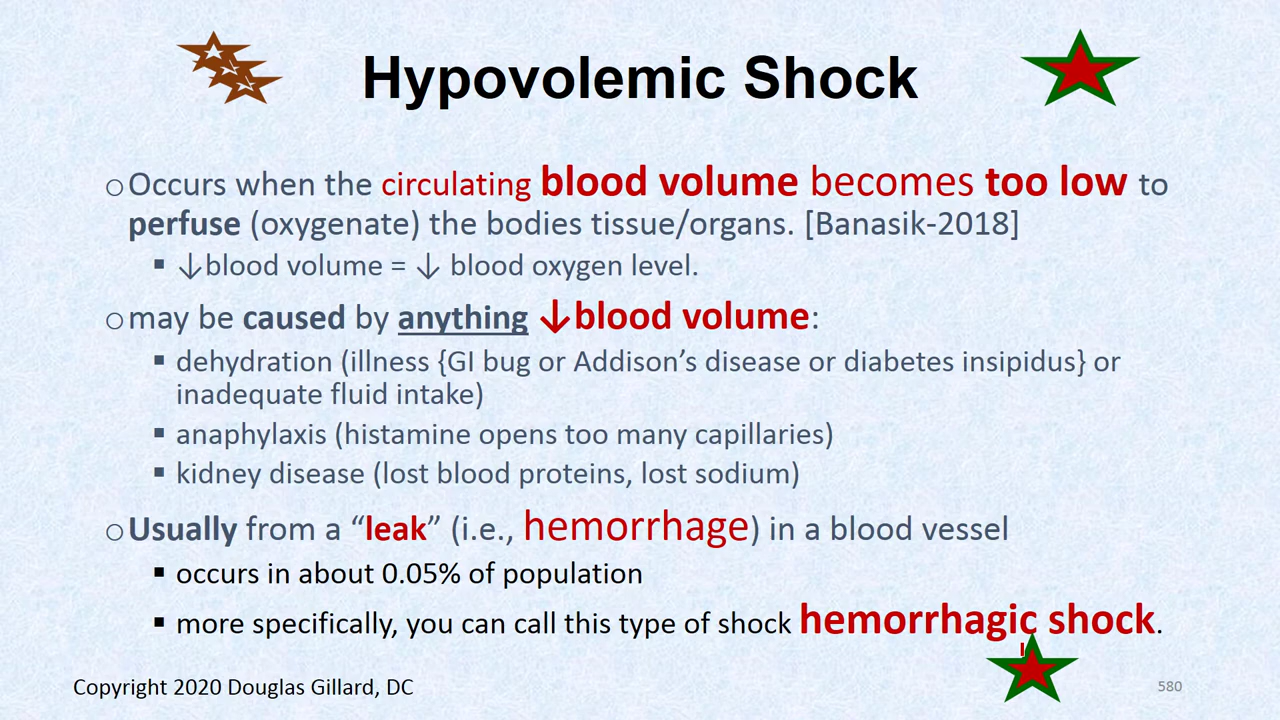 Hypovolemic Shock
○Occurs when the circulating blood volume becomes too low to
perfuse (oxygenate) the bodies tissue/organs. [Banasik-2018]
▪ ↓blood volume = ↓ blood oxygen level.
○may be caused by anything ↓blood volume:
▪ dehydration (illness {GI bug or Addison’s disease or diabetes insipidus} or
inadequate fluid intake)
▪ anaphylaxis (histamine opens too many capillaries)
▪ kidney disease (lost blood proteins, lost sodium)
○Usually from a “leak” (i.e., hemorrhage) in a blood vessel
▪ occurs in about 0.05% of population
▪ more specifically, you can call this type of shock hemorrhagic shock.
Copyright 2020 Douglas Gillard, DC
580